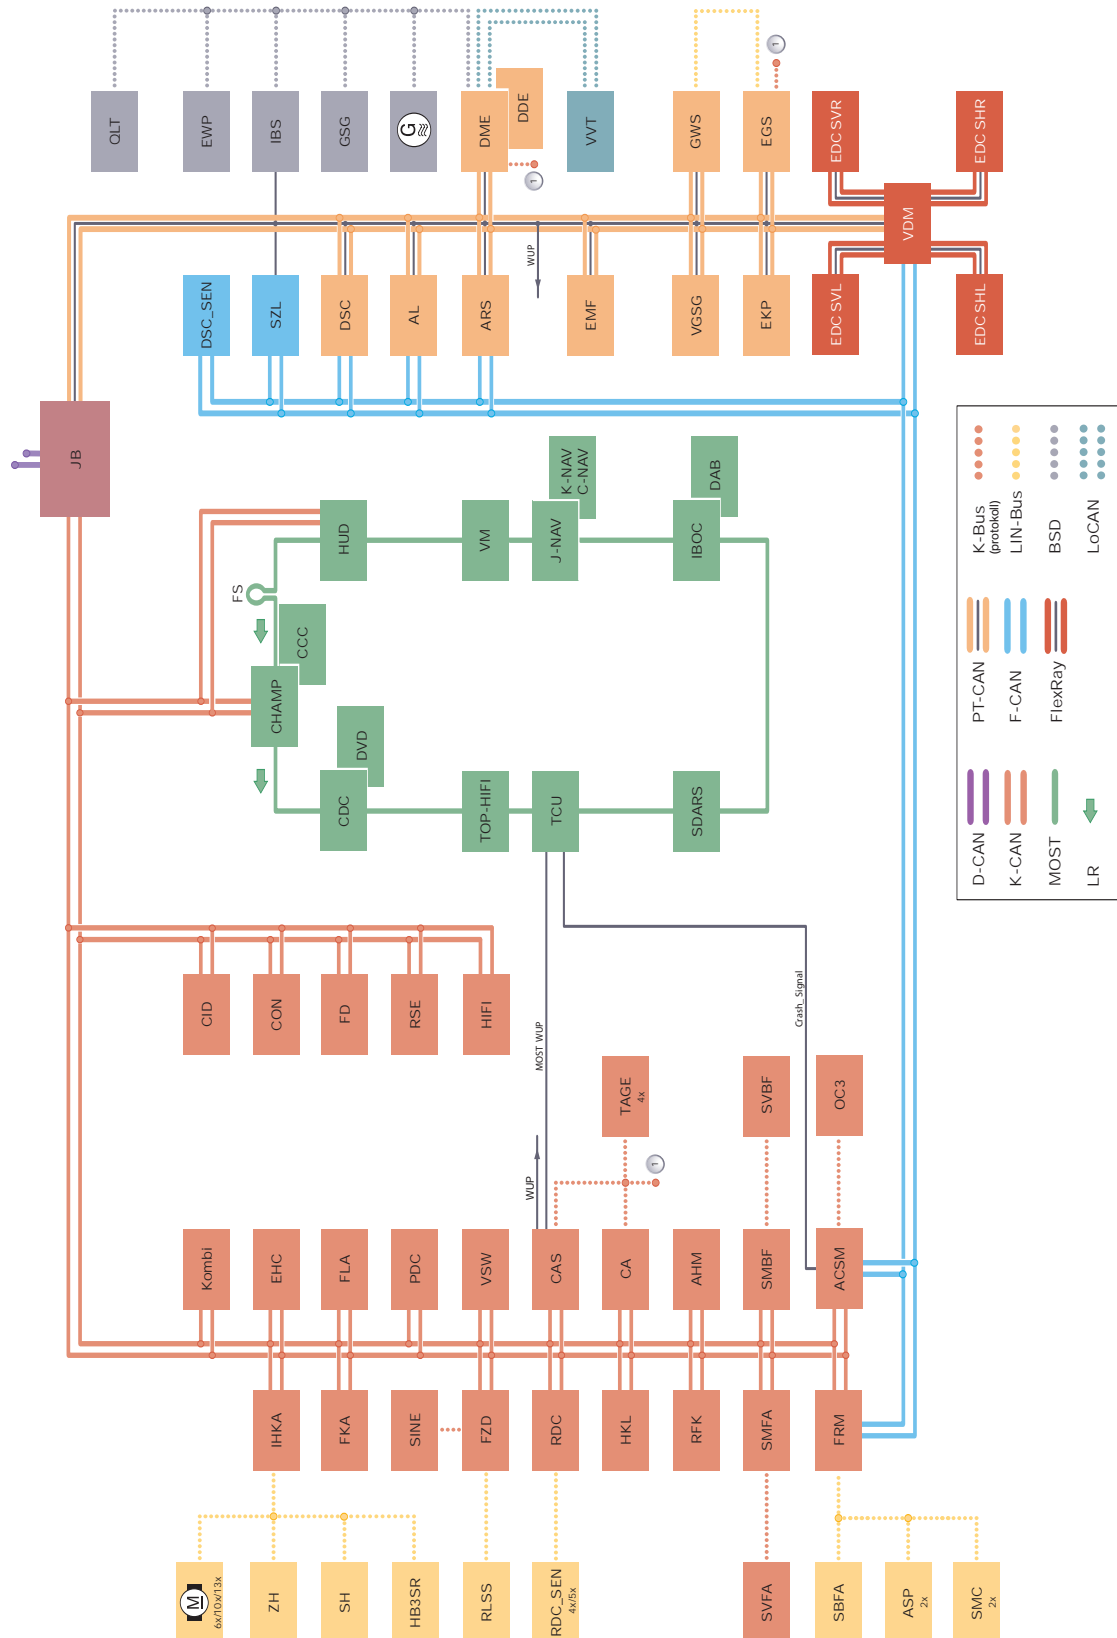 JB
Kombi
EHC
FLA
PDC
VSW
CAS
CA
AHM
SMBF
ACSM
IHKA
FKA
SINE
FZD
RDC
HKL
RFK
SMFA
FRM
M
6x/10x/13x
ZH
SH
HB3SR
RLSS
RDC_SEN
4x/5x
SVFA
SBFA
ASP
2x
SMC
2x
TAGE
4x
SVBF
OC3
WUP
MOST WUP
Crash_Signal
1
CID
CON
FD
RSE
HIFI
CHAMP
CCC
CDC
DVD
TOP-HIFI
TCU
SDARS
FS
HUD
VM
J-NAV
K-NAV
C-NAV
IBOC
DAB
DSC_SEN
SZL
DSC
AL
ARS
EMF
VGSG
EKP
EDC SVL
EDC SHL
VDM
EDC SVR
EDC SHR
WUP
QLT
EWP
IBS
GSG
G
DME
DDE
1
VVT
GWS
EGS
1
D-CAN
K-CAN
MOST
LR
PT-CAN
F-CAN
FlexRay
K-Bus
(protokoll)
LIN-Bus
BSD
LoCAN